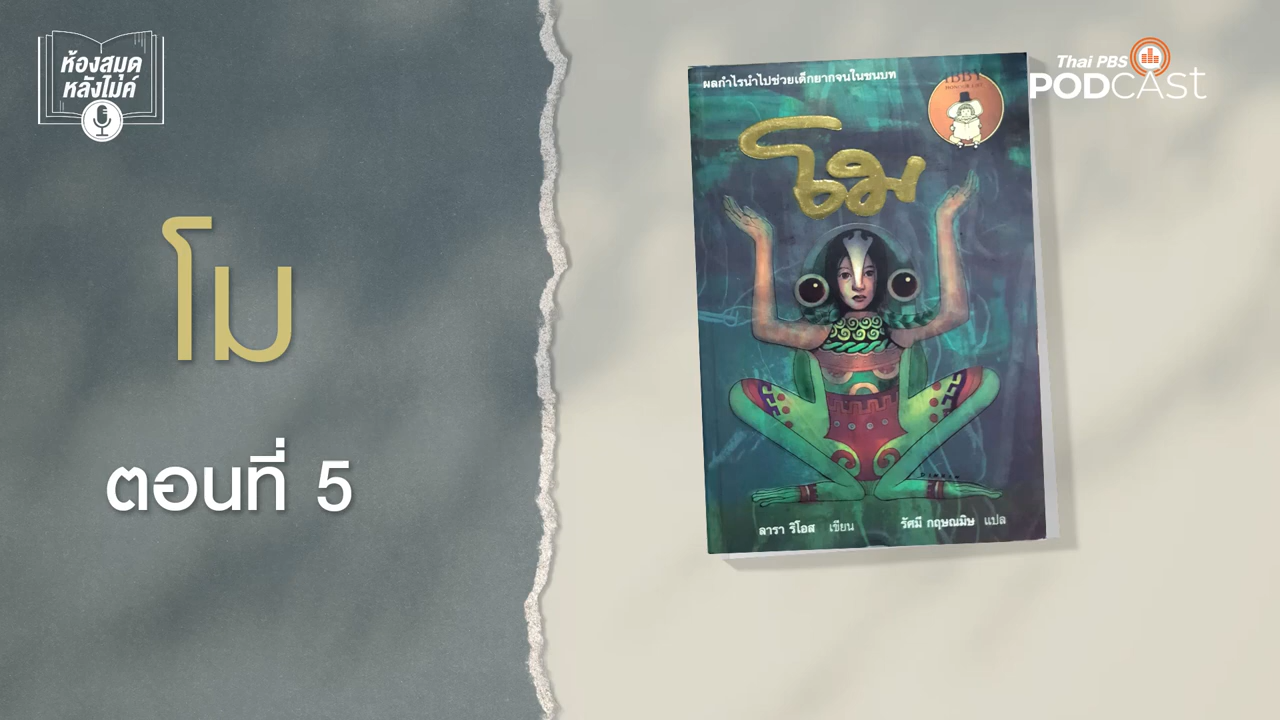 ห้องสมุด
หลังไมค์
โม
ตอนที่ 5
Thai PBS
PODCAST
ผลกำไรนำไปช่วยเด็กยากจนในชนบท
IBBY
HONOUR LIST
โม
ลารา ริโอส เขียน รัศมี กฤษณมิษ แปล